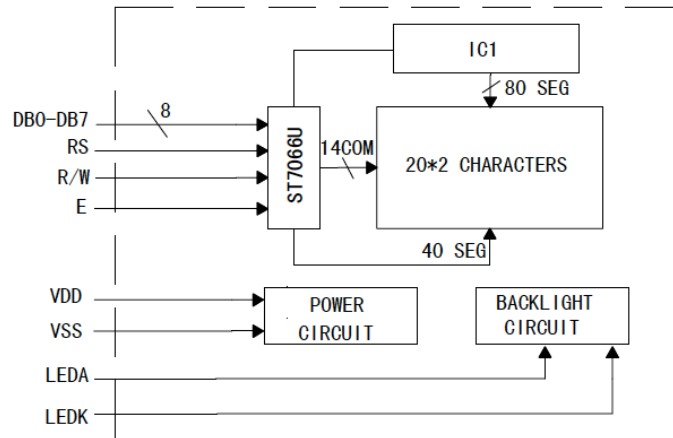 IC1
80 SEG
DB0-DB7
8
RS
R/W
E
ST7066U
14COM
20*2 CHARACTERS
40 SEG
VDD
VSS
POWER
CIRCUIT
BACKLIGHT
CIRCUIT
LEDA
LEDK